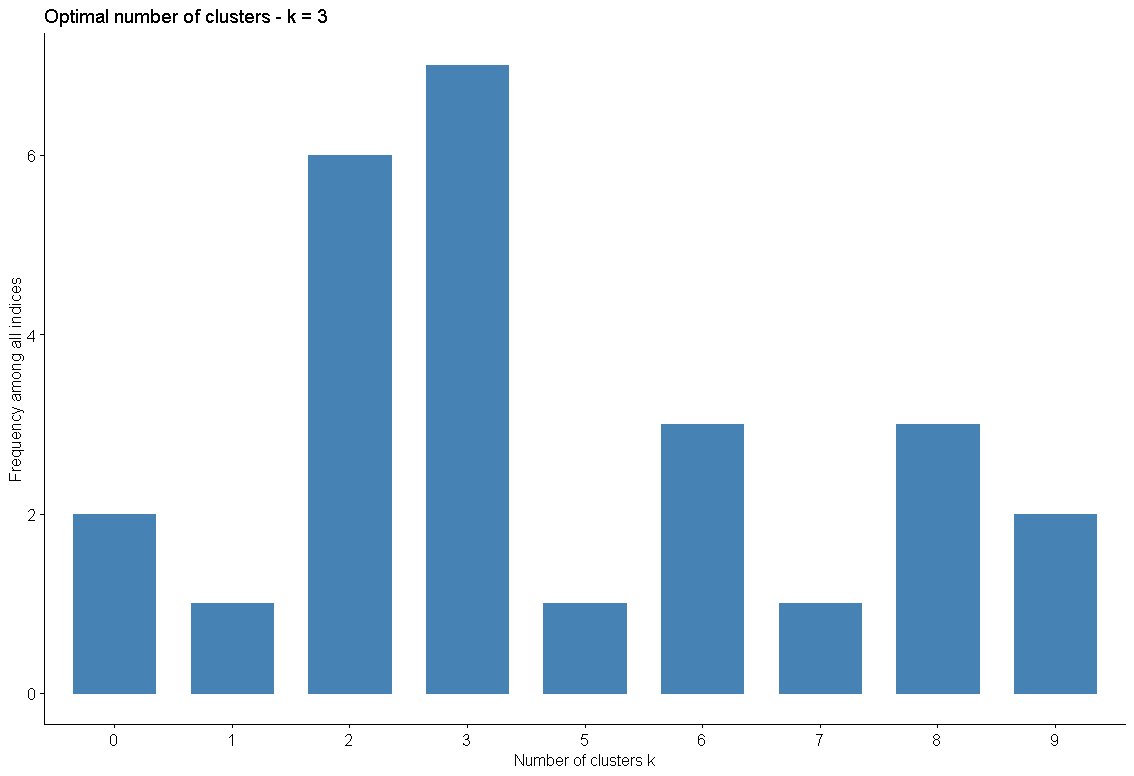 Optimal number of clusters - k = 3
Frequency among all indices
6
4
2
0
0 1 2 3 5 6 7 8 9
Number of clusters k